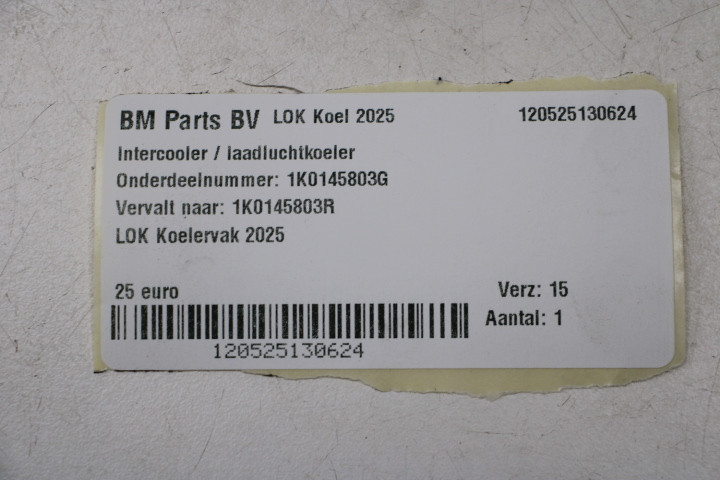 BM Parts BV LOK Koel 2025 120525130624
Intercooler / laadluchtkoeler
Onderdeelnummer: 1K0145803G
Vervalt naar: 1K0145803R
LOK Koelervak 2025
25 euro Verz: 15
Aantal: 1
120525130624